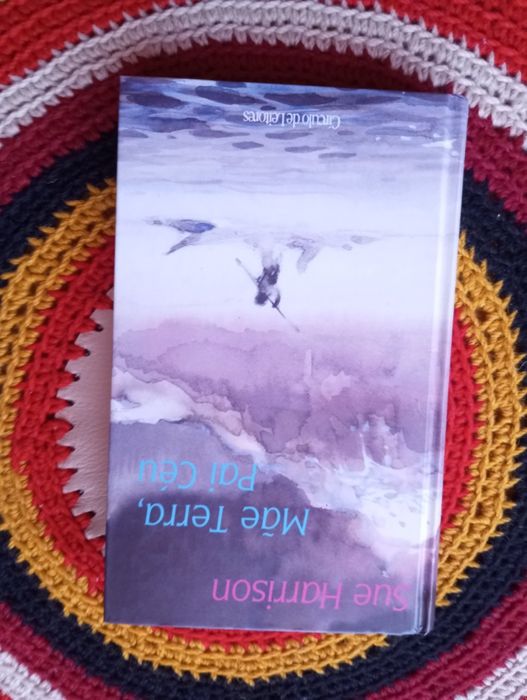 Sue Harrison
Mãe Terra,
Pai Céu
Círculo de Leitores